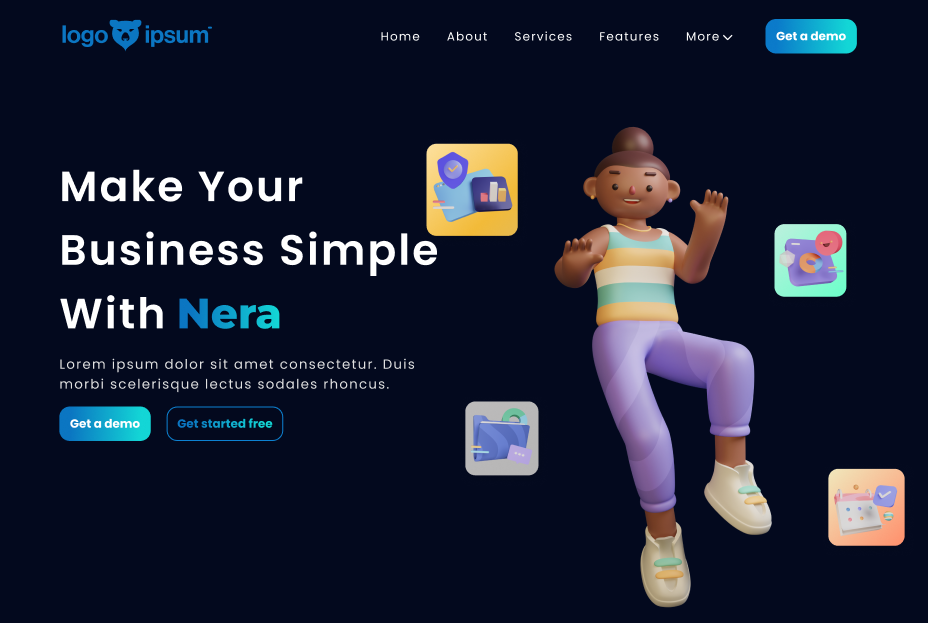 logo ipsum
Home About Services Features More Get a demo
Make Your
Business Simple
With Nera
Lorem ipsum dolor sit amet consectetur. Duis
morbi scelerisque lectus sodales rhoncus.
Get a demo Get started free